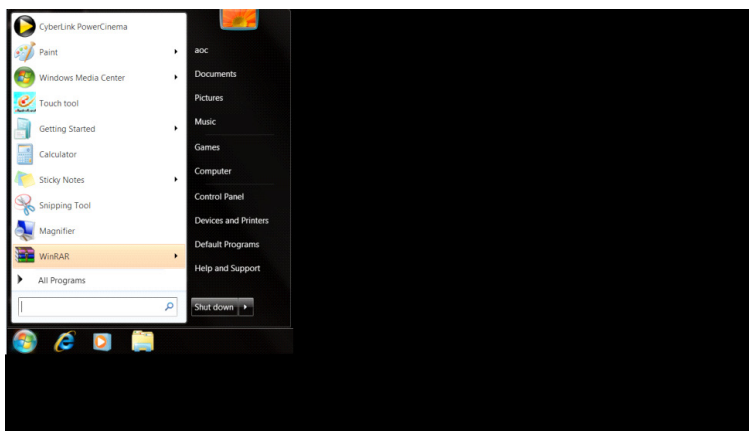 CyberLink PowerCinema
Paint
Windows Media Center
Touch tool
Getting Started
Calculator
Sticky Notes
Snipping Tool
Magnifier
WinRAR
All Programs
aoc
Documents
Pictures
Music
Games
Computer
Control Panel
Devices and Printers
Default Programs
Help and Support
Shut down